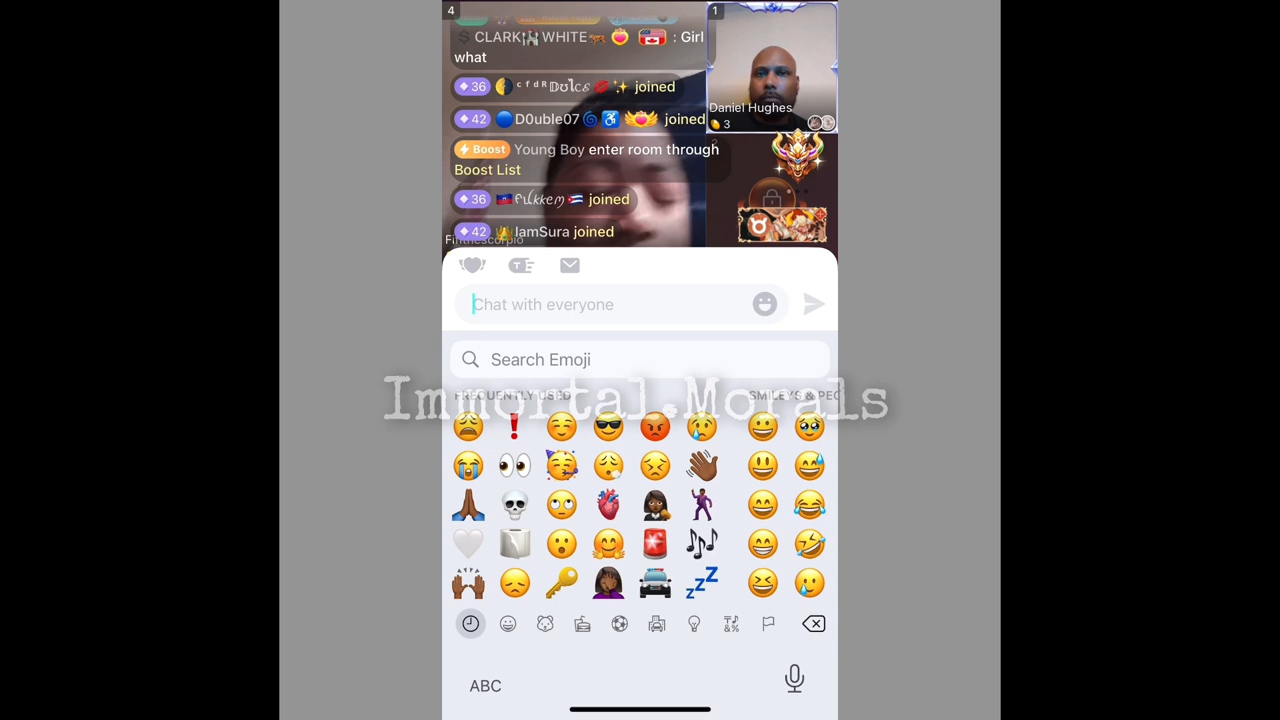 4
1
CLARK WHITE : Girl
what
36 ᶜᶠᵈᴿ𝔻ʊƖcℰ joined
42 D0uble07 joined
Boost Young Boy enter room through
Boost List
36 joined
42 IamSura joined
Daniel Hughes
3
Chat with everyone
Search Emoji
FREQUENTLY USED
SMILEYS & PEO
Immortal.Morals
ABC